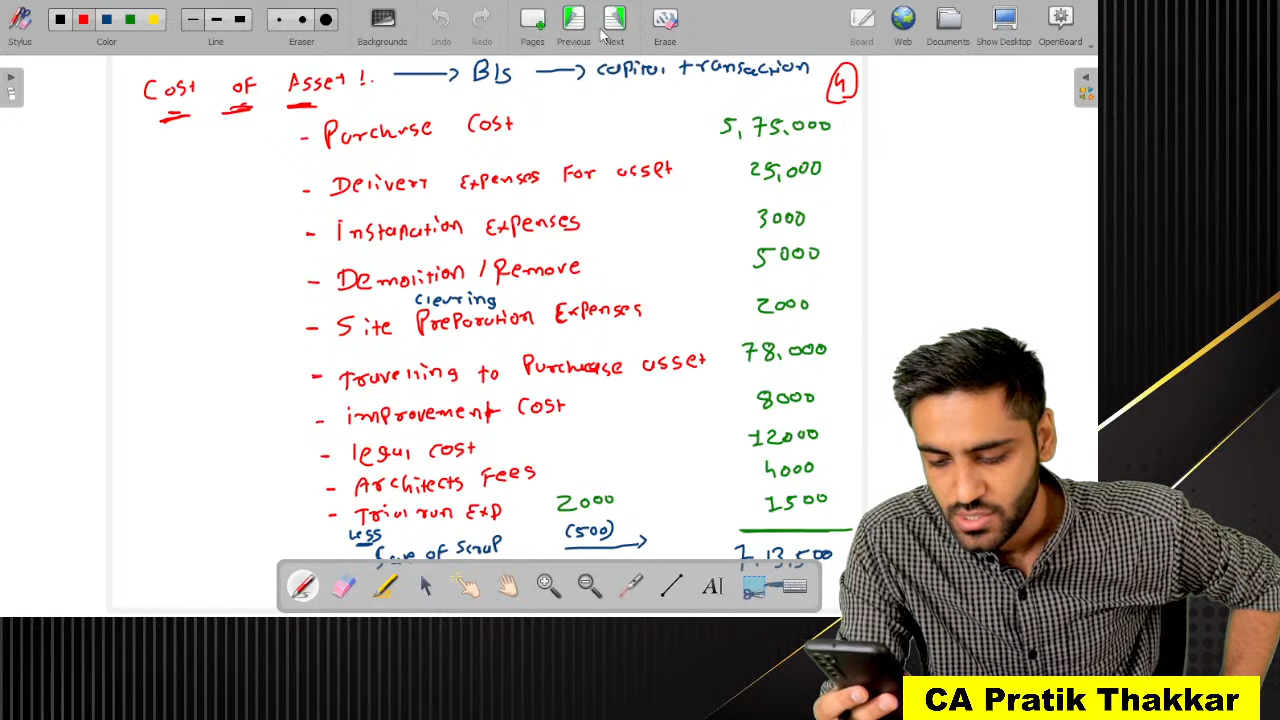 Stylus Color Line Eraser Backgrounds Undo Redo Pages Previous Next Erase Board Web Documents Show Desktop OpenBoard
Cost of Asset :. → B/s → capital transaction 4
- Purchase Cost 5,75,000
- Delivery Expenses For asset 25,000
- Installation Expenses 3000
- Demolition / Remove 5000
clearing
- Site Preparation Expenses 2000
- Travelling to Purchase asset 78,000
- improvement Cost 8000
- legal cost 12000
- Architects Fees 4000
- Trial run Exp 2000 1500
Less
Sale of Scrap (500) → 7,13,500
CA Pratik Thakkar